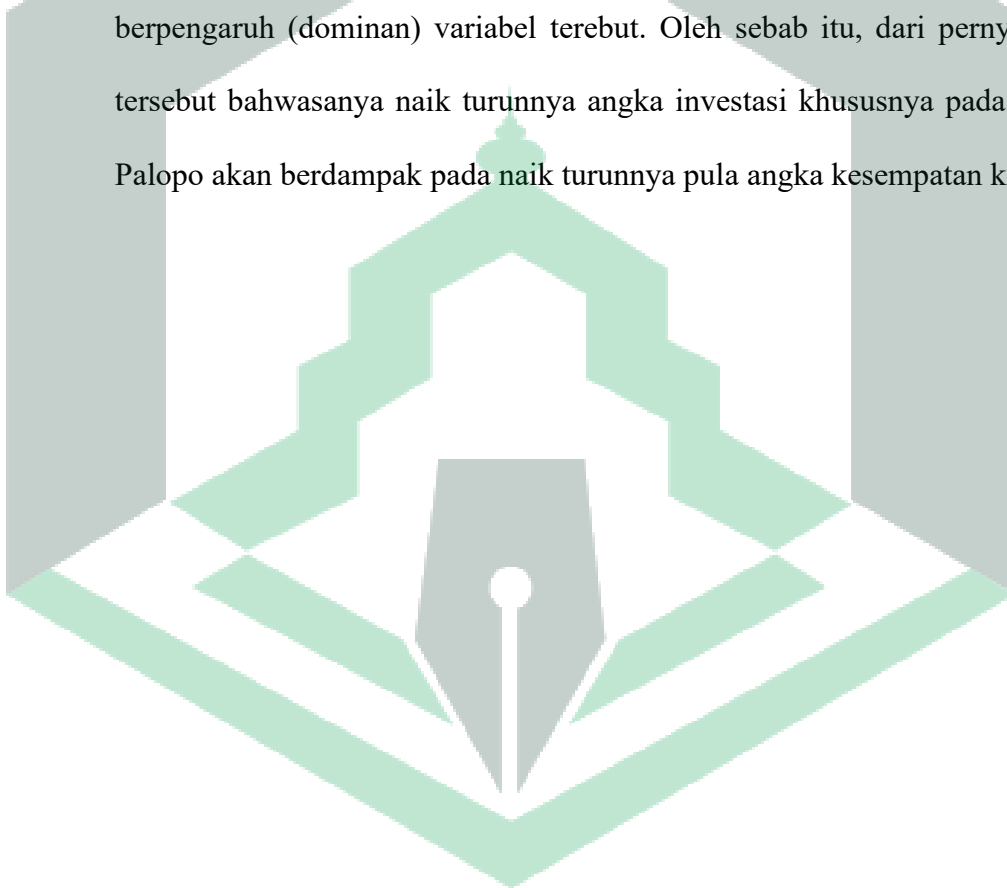 berpengaruh (dominan) variabel terebut. Oleh sebab itu, dari perny
tersebut bahwasanya naik turunnya angka investasi khususnya pada
Palopo akan berdampak pada naik turunnya pula angka kesempatan k